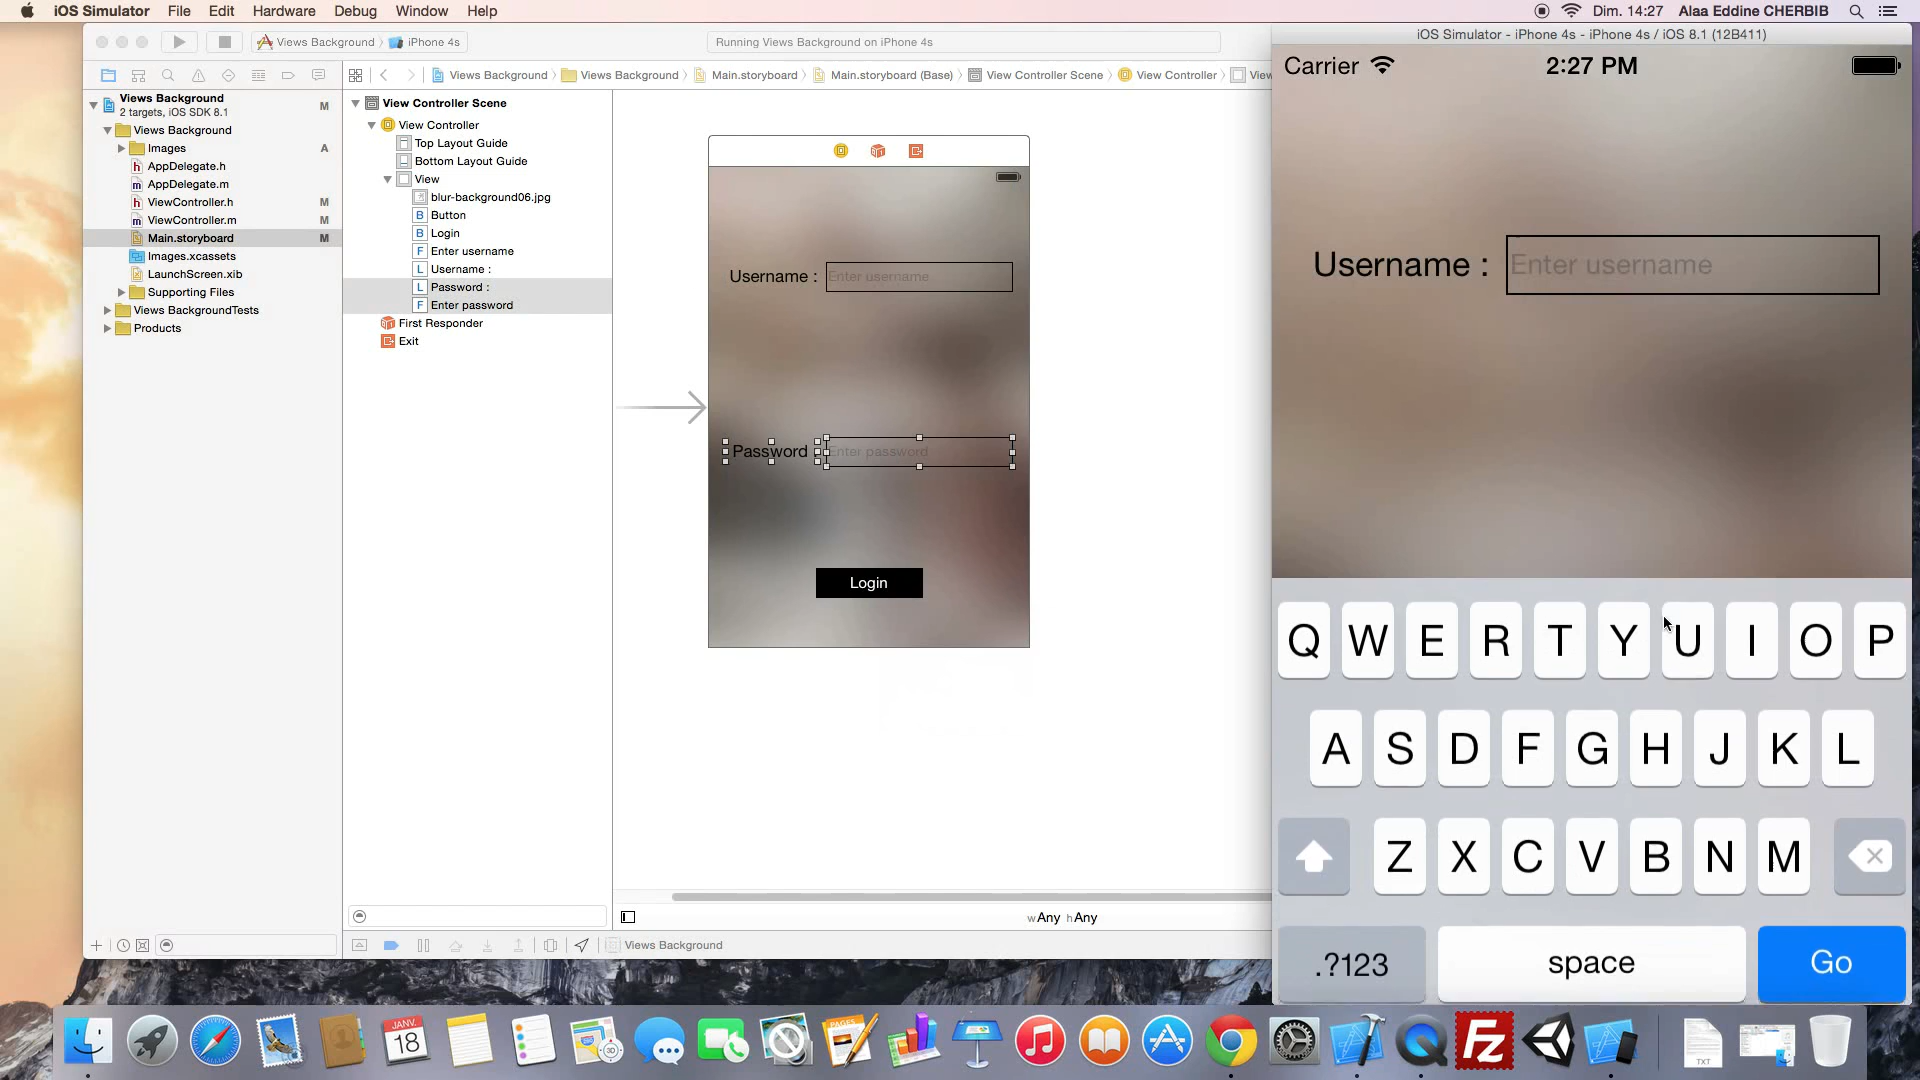 iOS Simulator File Edit Hardware Debug Window Help Dim. 14:27 Alaa Eddine CHERBIB
Views Background iPhone 4s Running Views Background on iPhone 4s
iOS Simulator - iPhone 4s - iPhone 4s / iOS 8.1 (12B411)
Carrier 2:27 PM
Views Background Views Background Main.storyboard Main.storyboard (Base) View Controller Scene View Controller View
Views Background M
2 targets, iOS SDK 8.1
Views Background
Images A
AppDelegate.h
AppDelegate.m
ViewController.h M
ViewController.m M
Main.storyboard M
Images.xcassets
LaunchScreen.xib
Supporting Files
Views BackgroundTests
Products
View Controller Scene
View Controller
Top Layout Guide
Bottom Layout Guide
View
blur-background06.jpg
B Button
B Login
F Enter username
L Username :
L Password :
F Enter password
First Responder
Exit
Username : Enter username
Password Enter password
Login
Username : Enter username
Q W E R T Y U I O P
A S D F G H J K L
Z X C V B N M
.?123 space Go
wAny hAny
Views Background
JANV.
18
3D
PAGES
Fz
TXT